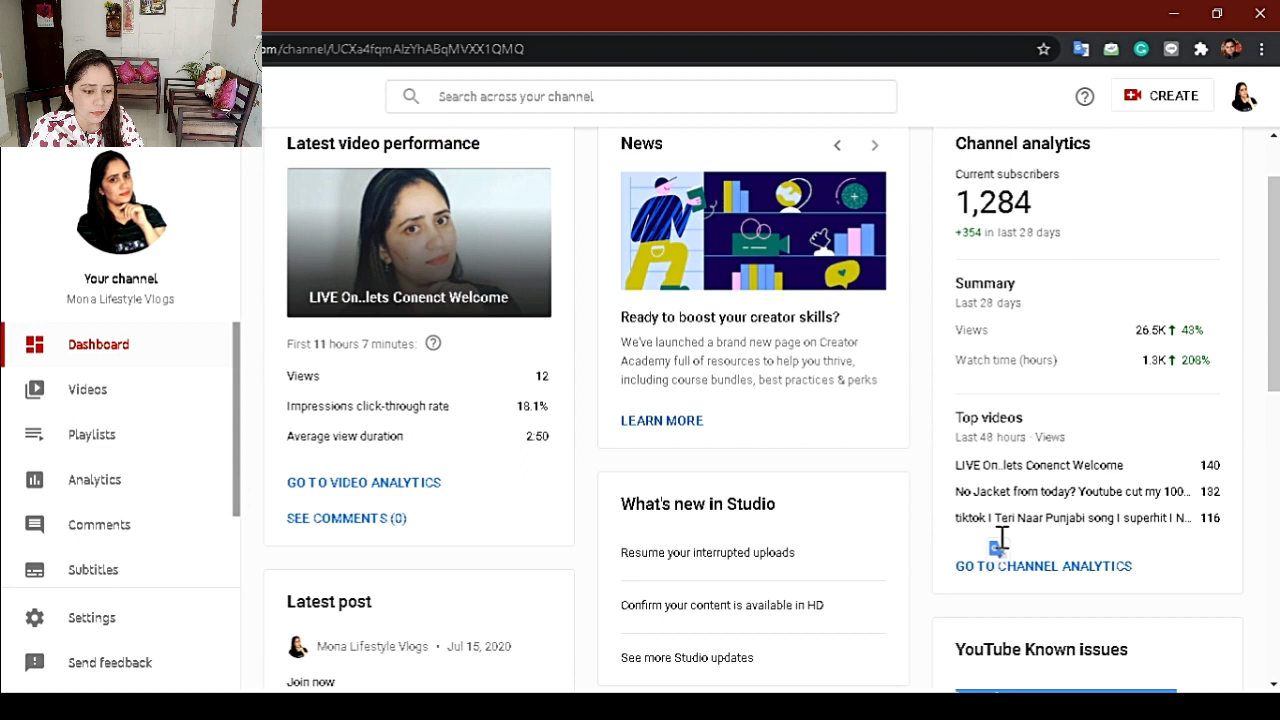 om/channel/UCXa4fqmAlzYhABqMVXX1QMQ
Search across your channel
CREATE
Your channel
Mona Lifestyle Vlogs
Dashboard
Videos
Playlists
Analytics
Comments
Subtitles
Settings
Send feedback
Latest video performance
LIVE On..lets Conenct Welcome
First 11 hours 7 minutes:
Views 12
Impressions click-through rate 18.1%
Average view duration 2:50
GO TO VIDEO ANALYTICS
SEE COMMENTS (0)
Latest post
Mona Lifestyle Vlogs • Jul 15, 2020
Join now
News
Ready to boost your creator skills?
We've launched a brand new page on Creator
Academy full of resources to help you thrive,
including course bundles, best practices & perks
LEARN MORE
What's new in Studio
Resume your interrupted uploads
Confirm your content is available in HD
See more Studio updates
Channel analytics
Current subscribers
1,284
+354 in last 28 days
Summary
Last 28 days
Views 26.5K 43%
Watch time (hours) 1.3K 208%
Top videos
Last 48 hours · Views
LIVE On..lets Conenct Welcome 140
No Jacket from today? Youtube cut my 100... 132
tiktok I Teri Naar Punjabi song I superhit I N... 116
GO TO CHANNEL ANALYTICS
YouTube Known issues